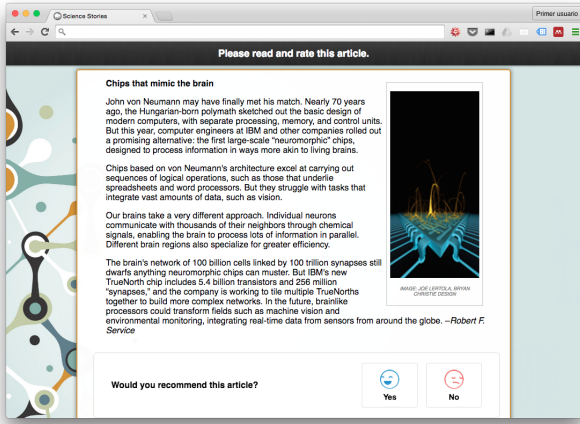 Science Stories
Primer usuario
Please read and rate this article.
Chips that mimic the brain
John von Neumann may have finally met his match. Nearly 70 years
ago, the Hungarian-born polymath sketched out the basic design of
modern computers, with separate processing, memory, and control units.
But this year, computer engineers at IBM and other companies rolled out
a promising alternative: the first large-scale “neuromorphic” chips,
designed to process information in ways more akin to living brains.
Chips based on von Neumann's architecture excel at carrying out
sequences of logical operations, such as those that underlie
spreadsheets and word processors. But they struggle with tasks that
integrate vast amounts of data, such as vision.
Our brains take a very different approach. Individual neurons
communicate with thousands of their neighbors through chemical
signals, enabling the brain to process lots of information in parallel.
Different brain regions also specialize for greater efficiency.
The brain's network of 100 billion cells linked by 100 trillion synapses still
dwarfs anything neuromorphic chips can muster. But IBM's new
TrueNorth chip includes 5.4 billion transistors and 256 million
“synapses,” and the company is working to tile multiple TrueNorths
together to build more complex networks. In the future, brainlike
processors could transform fields such as machine vision and
environmental monitoring, integrating real-time data from sensors from around the globe. –Robert F.
Service
IMAGE: JOE LERTOLA, BRYAN
CHRISTIE DESIGN
Would you recommend this article?
Yes
No